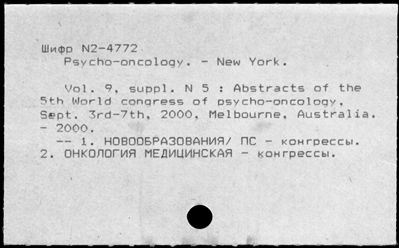 Шифр N2-4772
Psycho-oncology. - New York.
Vol. 9, suppl. N 5 : Abstracts of the
5th World congress of psycho-oncology,
Sept. 3rd-7th, 2000, Melbourne, Australia.
- 2000.
-- 1. НОВООБРАЗОВАНИЯ/ ПС - конгрессы.
2. ОНКОЛОГИЯ МЕДИЦИНСКАЯ - конгрессы.